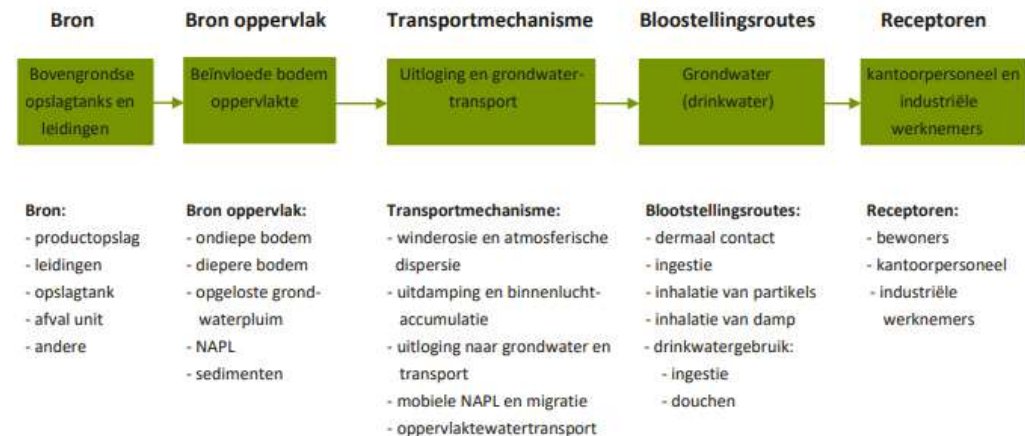 Bron
Bron oppervlak
Transportmechanisme
Bloostellingsroutes
Receptoren
Bovengrondse
opslagtanks en
leidingen
Beïnvloede bodem
oppervlakte
Uitloging en grondwater-
transport
Grondwater
(drinkwater)
kantoorpersoneel en
industriële
werknemers
Bron:
- productopslag
- leidingen
- opslagtank
- afval unit
- andere
Bron oppervlak:
- ondiepe bodem
- diepere bodem
- opgeloste grond-
waterpluim
- NAPL
- sedimenten
Transportmechanisme:
- winderosie en atmosferische
dispersie
- uitdamping en binnenlucht-
accumulatie
- uitloging naar grondwater en
transport
- mobiele NAPL en migratie
- oppervlaktewatertransport
Blootstellingsroutes:
- dermaal contact
- ingestie
- inhalatie van partikels
- inhalatie van damp
- drinkwatergebruik:
- ingestie
- douchen
Receptoren:
- bewoners
- kantoorpersoneel
- industriële
werknemers